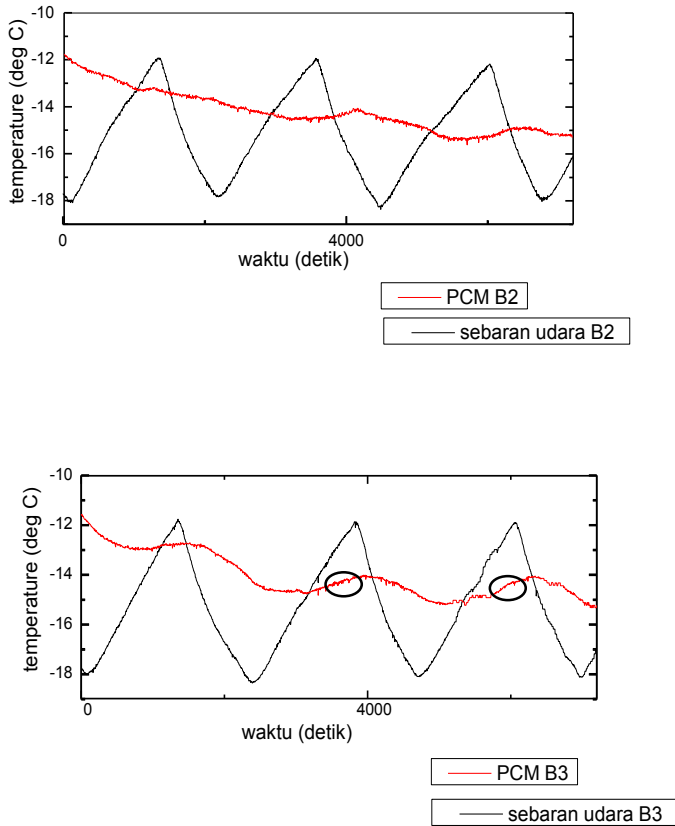 -10
-12
-14
-16
-18
temperature (deg C)
0
4000
waktu (detik)
PCM B2
sebaran udara B2
-10
-12
-14
-16
-18
temperature (deg C)
0
4000
waktu (detik)
PCM B3
sebaran udara B3